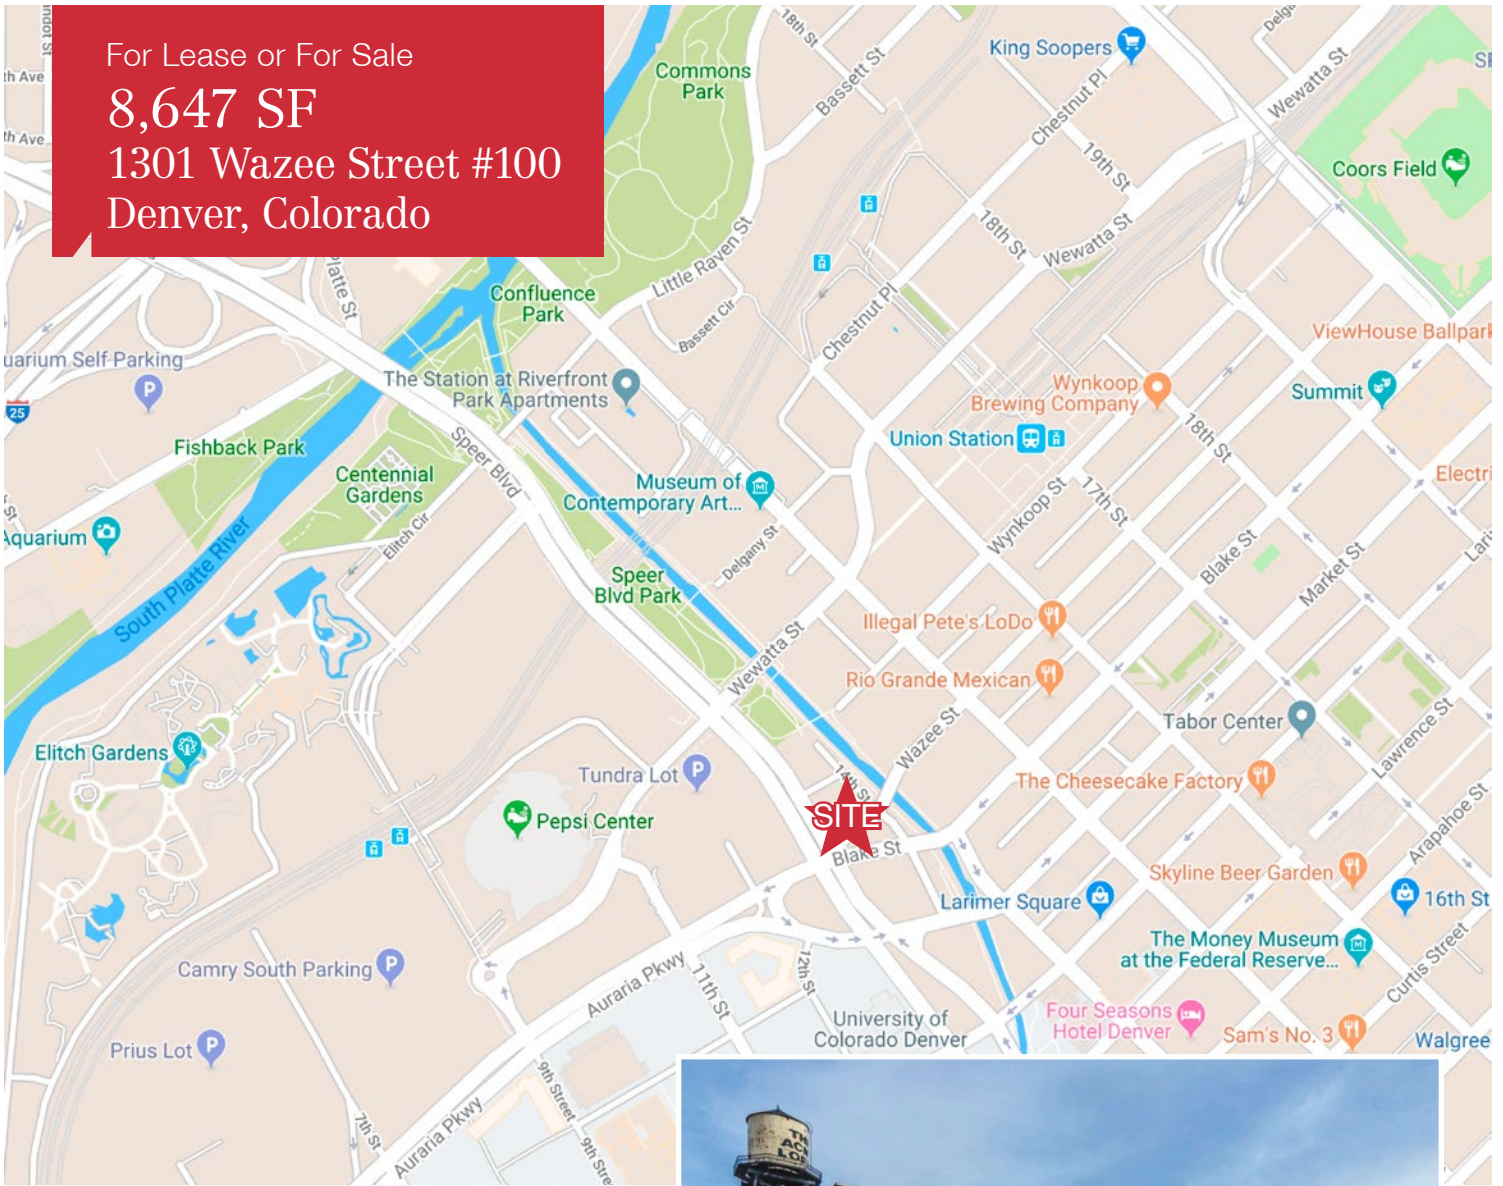 For Lease or For Sale
8,647 SF
1301 Wazee Street #100
Denver, Colorado
18th St
Bassett St
King Soopers
Wewatta St
Commons
Park
Chestnut Pl
19th St
Coors Field
Little Raven St
18th St
Wewatta St
Platte St
Confluence
Park
Bassett Cir
Chestnut Pl
ViewHouse Ballpark
uarium Self Parking
P
25
The Station at Riverfront
Park Apartments
Wynkoop
Brewing Company
Summit
Union Station
18th St
Fishback Park
Speer Blvd
Centennial
Gardens
Museum of
Contemporary Art...
Wynkoop St
17th St
Electri
Aquarium
Elitch Cir
Delgany St
Blake St
Market St
Lari
South Platte River
Speer
Blvd Park
Illegal Pete's LoDo
Wewatta St
Rio Grande Mexican
Wazee St
Tabor Center
Lawrence St
Elitch Gardens
Tundra Lot
P
14th St
The Cheesecake Factory
SITE
Pepsi Center
Blake St
Arapahoe St
Skyline Beer Garden
Larimer Square
16th St
The Money Museum
at the Federal Reserve...
Curtis Street
Camry South Parking
P
Auraria Pkwy
11th St
12th St
University of
Colorado Denver
Four Seasons
Hotel Denver
Sam's No. 3
Walgree
Prius Lot
P
9th Street
7th St
Auraria Pkwy
9th Stree